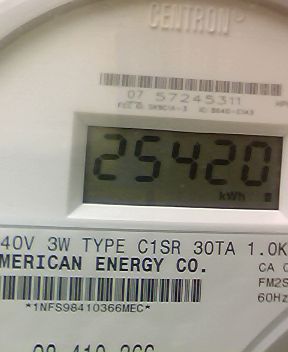 CENTRON®
07 57245311
25420
kWh
40V 3W TYPE C1SR 30TA 1.0K
MERICAN ENERGY CO.
CA 0
FM2S
60Hz
*1NFS98410366MEC*